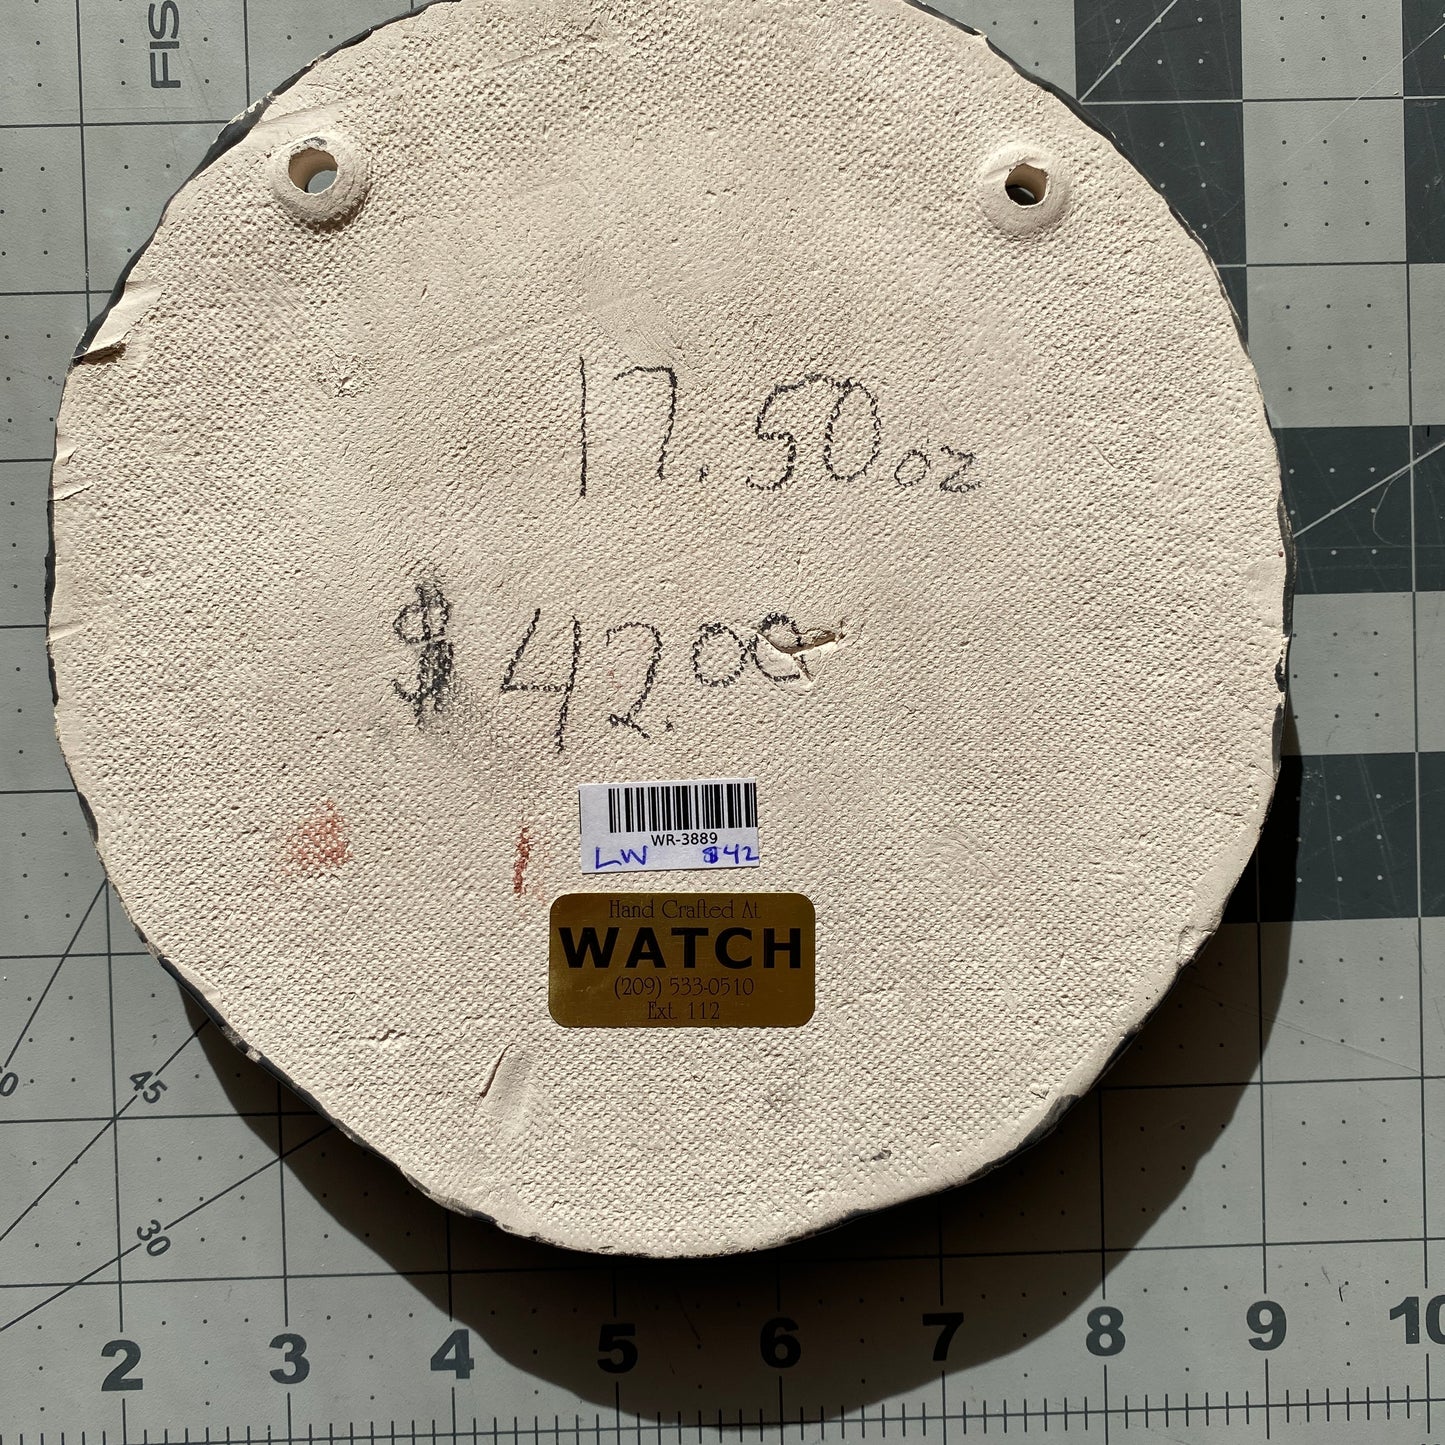 FIS
17.50oz
$42.00
WR-3889
LW $42
Hand Crafted At
WATCH
(209) 533-0510
Ext. 112
45
30
2 3 4 5 6 7 8 9 10